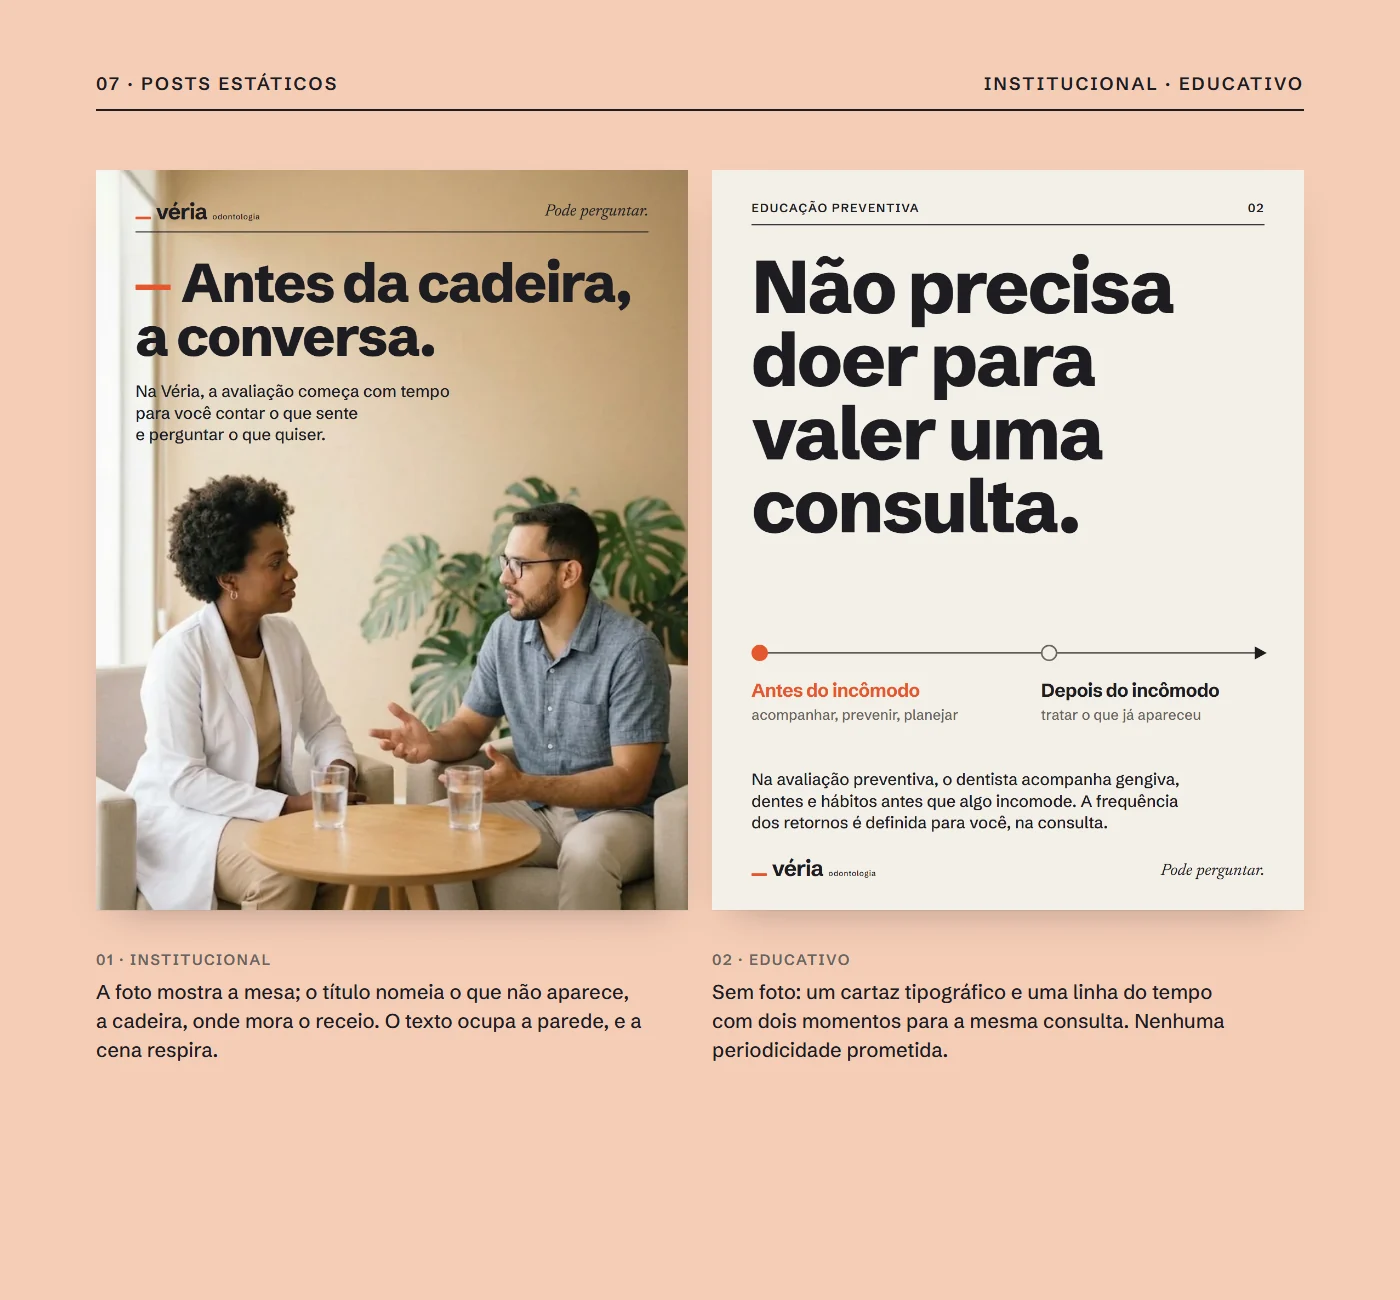 07 · POSTS ESTÁTICOS
INSTITUCIONAL · EDUCATIVO
véria odontologia
Pode perguntar.
— Antes da cadeira,
a conversa.
Na Véria, a avaliação começa com tempo
para você contar o que sente
e perguntar o que quiser.
EDUCAÇÃO PREVENTIVA
02
Não precisa
doer para
valer uma
consulta.
Antes do incômodo
acompanhar, prevenir, planejar
Depois do incômodo
tratar o que já apareceu
Na avaliação preventiva, o dentista acompanha gengiva,
dentes e hábitos antes que algo incomode. A frequência
dos retornos é definida para você, na consulta.
véria odontologia
Pode perguntar.
01 · INSTITUCIONAL
A foto mostra a mesa; o título nomeia o que não aparece,
a cadeira, onde mora o receio. O texto ocupa a parede, e a
cena respira.
02 · EDUCATIVO
Sem foto: um cartaz tipográfico e uma linha do tempo
com dois momentos para a mesma consulta. Nenhuma
periodicidade prometida.